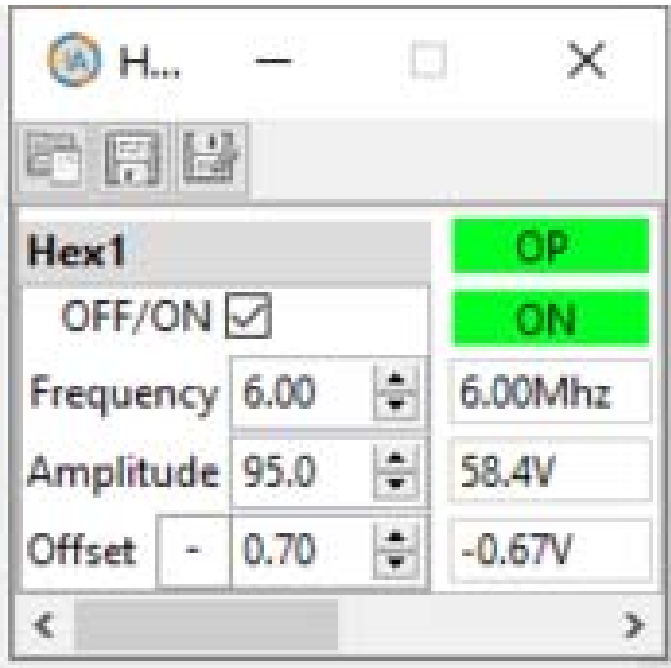 IA H...
Hex1 OP
OFF/ON ON
Frequency 6.00 6.00Mhz
Amplitude 95.0 58.4V
Offset - 0.70 -0.67V